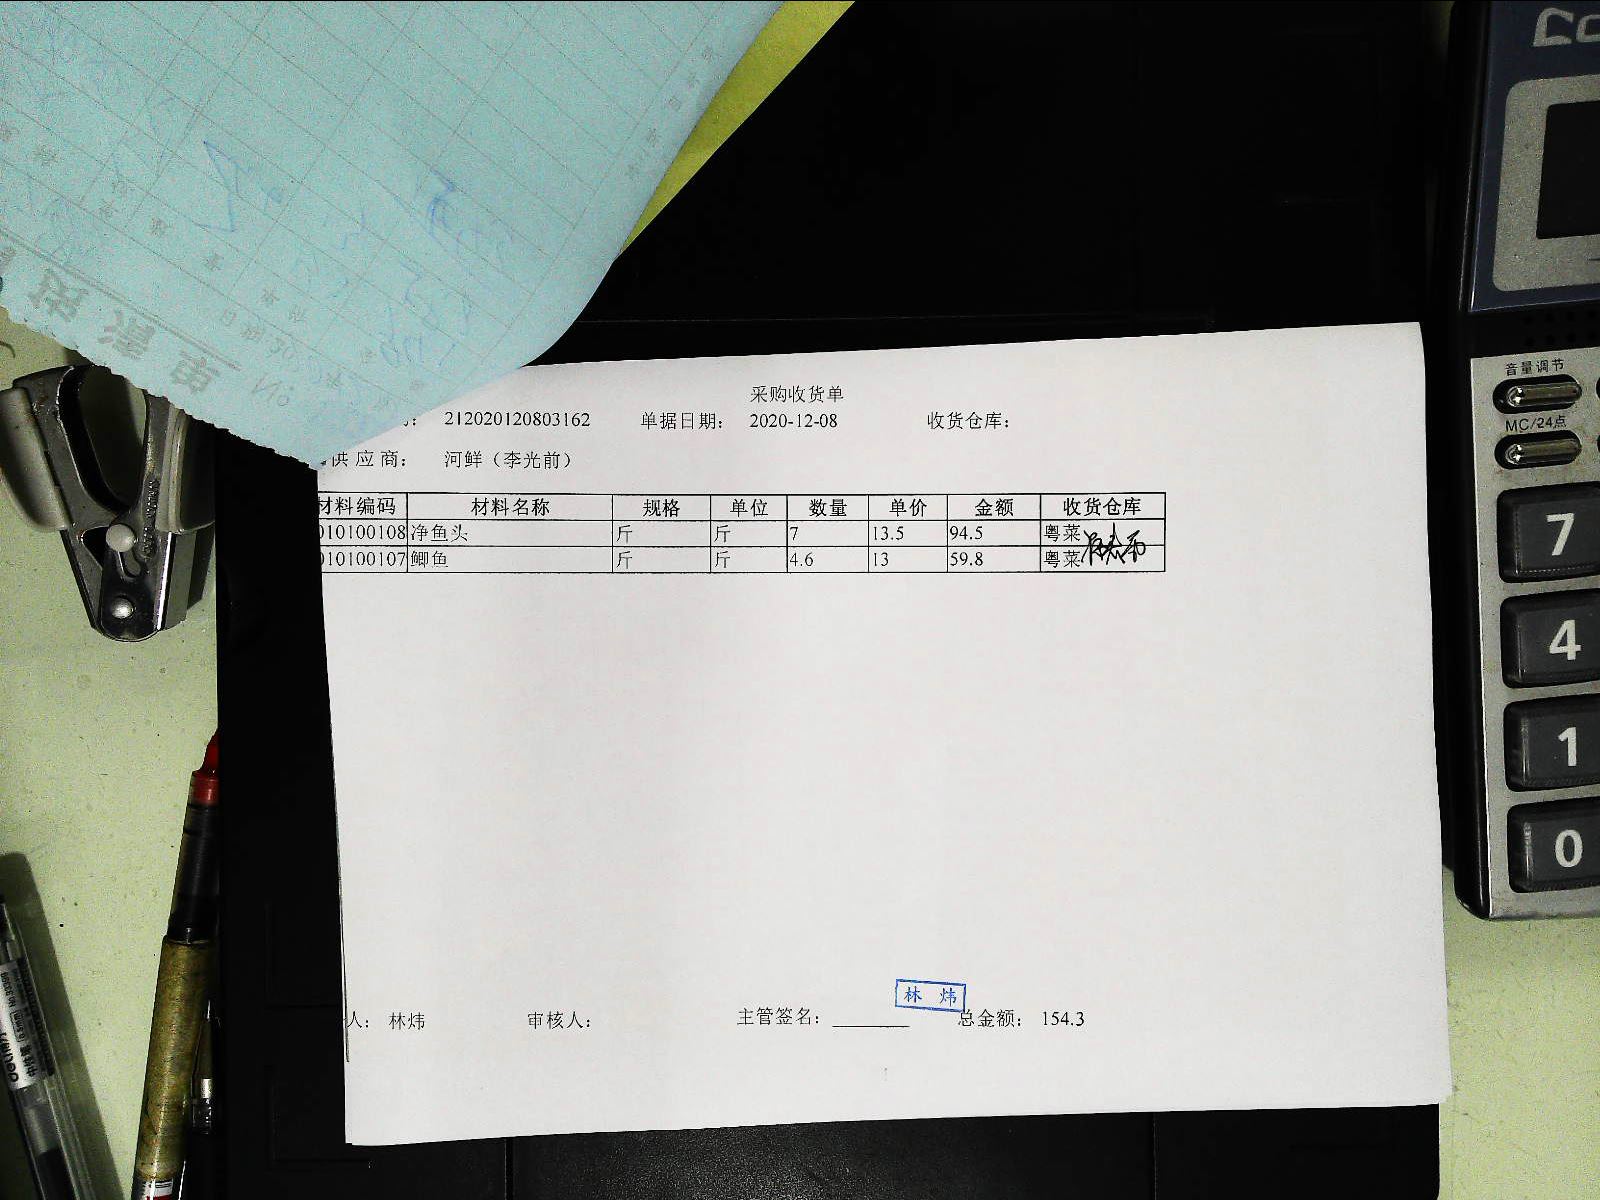 采购收货单
212020120803162 单据日期： 2020-12-08 收货仓库：
供应商： 河鲜（李光前）
材料编码 材料名称 规格 单位 数量 单价 金额 收货仓库
010100108 净鱼头 斤 斤 7 13.5 94.5 粤菜
010100107 鲫鱼 斤 斤 4.6 13 59.8 粤菜
林炜
人： 林炜 审核人： 主管签名： 总金额： 154.3
音量调节
MC/24点
7
4
1
0